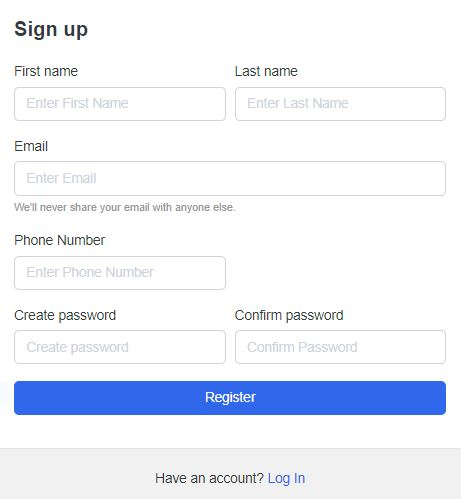 Sign up
First name Last name
Enter First Name Enter Last Name
Email
Enter Email
We'll never share your email with anyone else.
Phone Number
Enter Phone Number
Create password Confirm password
Create password Confirm Password
Register
Have an account? Log In